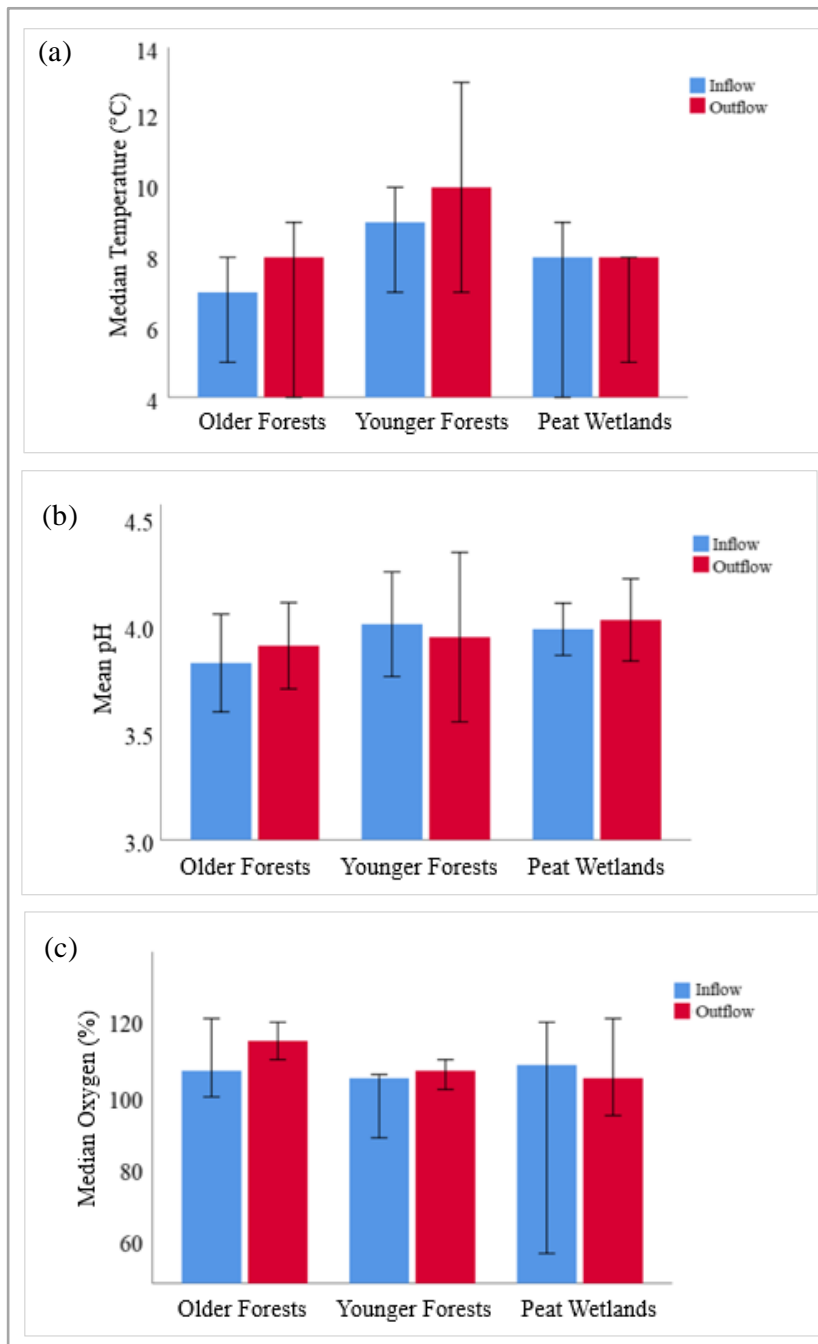 (a)
Median Temperature (°C)
14
12
10
8
6
4
Inflow
Outflow
Older Forests Younger Forests Peat Wetlands
(b)
Mean pH
4.5
4.0
3.5
3.0
Inflow
Outflow
Older Forests Younger Forests Peat Wetlands
(c)
Median Oxygen (%)
120
100
80
60
Inflow
Outflow
Older Forests Younger Forests Peat Wetlands